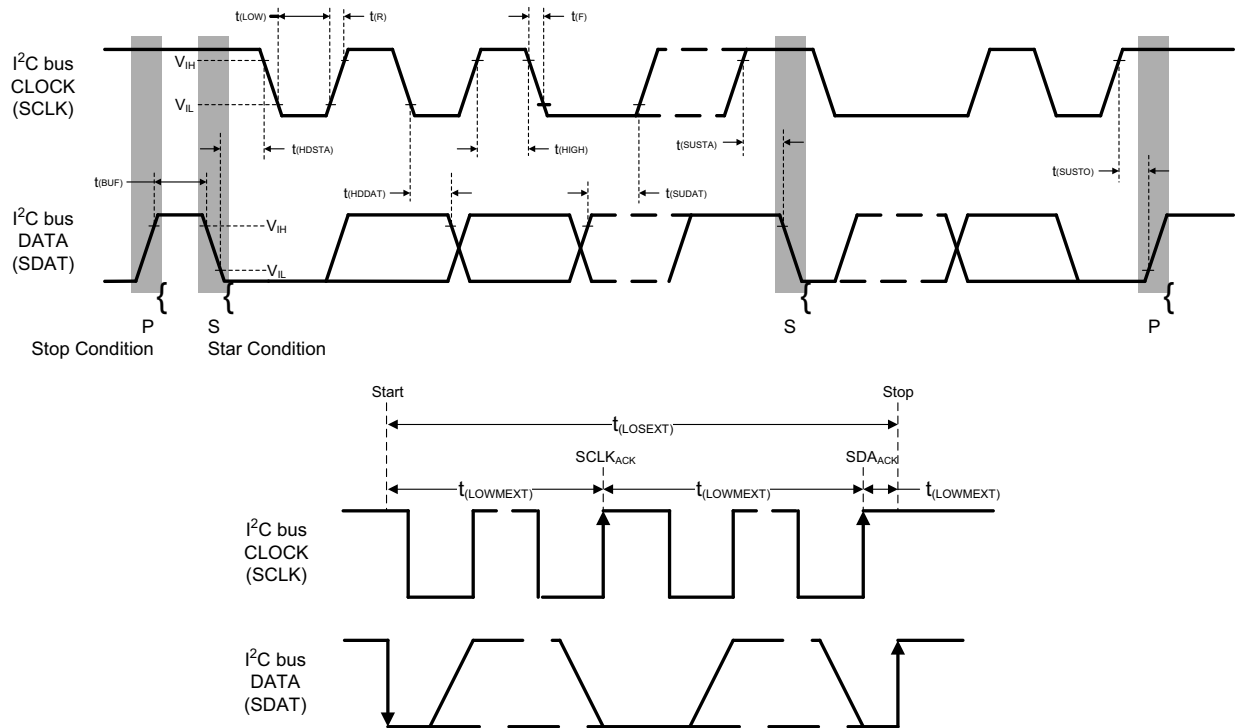 t(LOW)
t(R)
t(F)
I2C bus
CLOCK
(SCLK)
VIH
VIL
t(HDSTA)
t(HIGH)
t(SUSTA)
t(BUF)
t(HDDAT)
t(SUDAT)
t(SUSTO)
I2C bus
DATA
(SDAT)
VIH
VIL
{ { { {
P S S P
Stop Condition Star Condition
Start Stop
t(LOSEXT)
SCLKACK SDAACK
t(LOWMEXT) t(LOWMEXT) t(LOWMEXT)
I2C bus
CLOCK
(SCLK)
I2C bus
DATA
(SDAT)